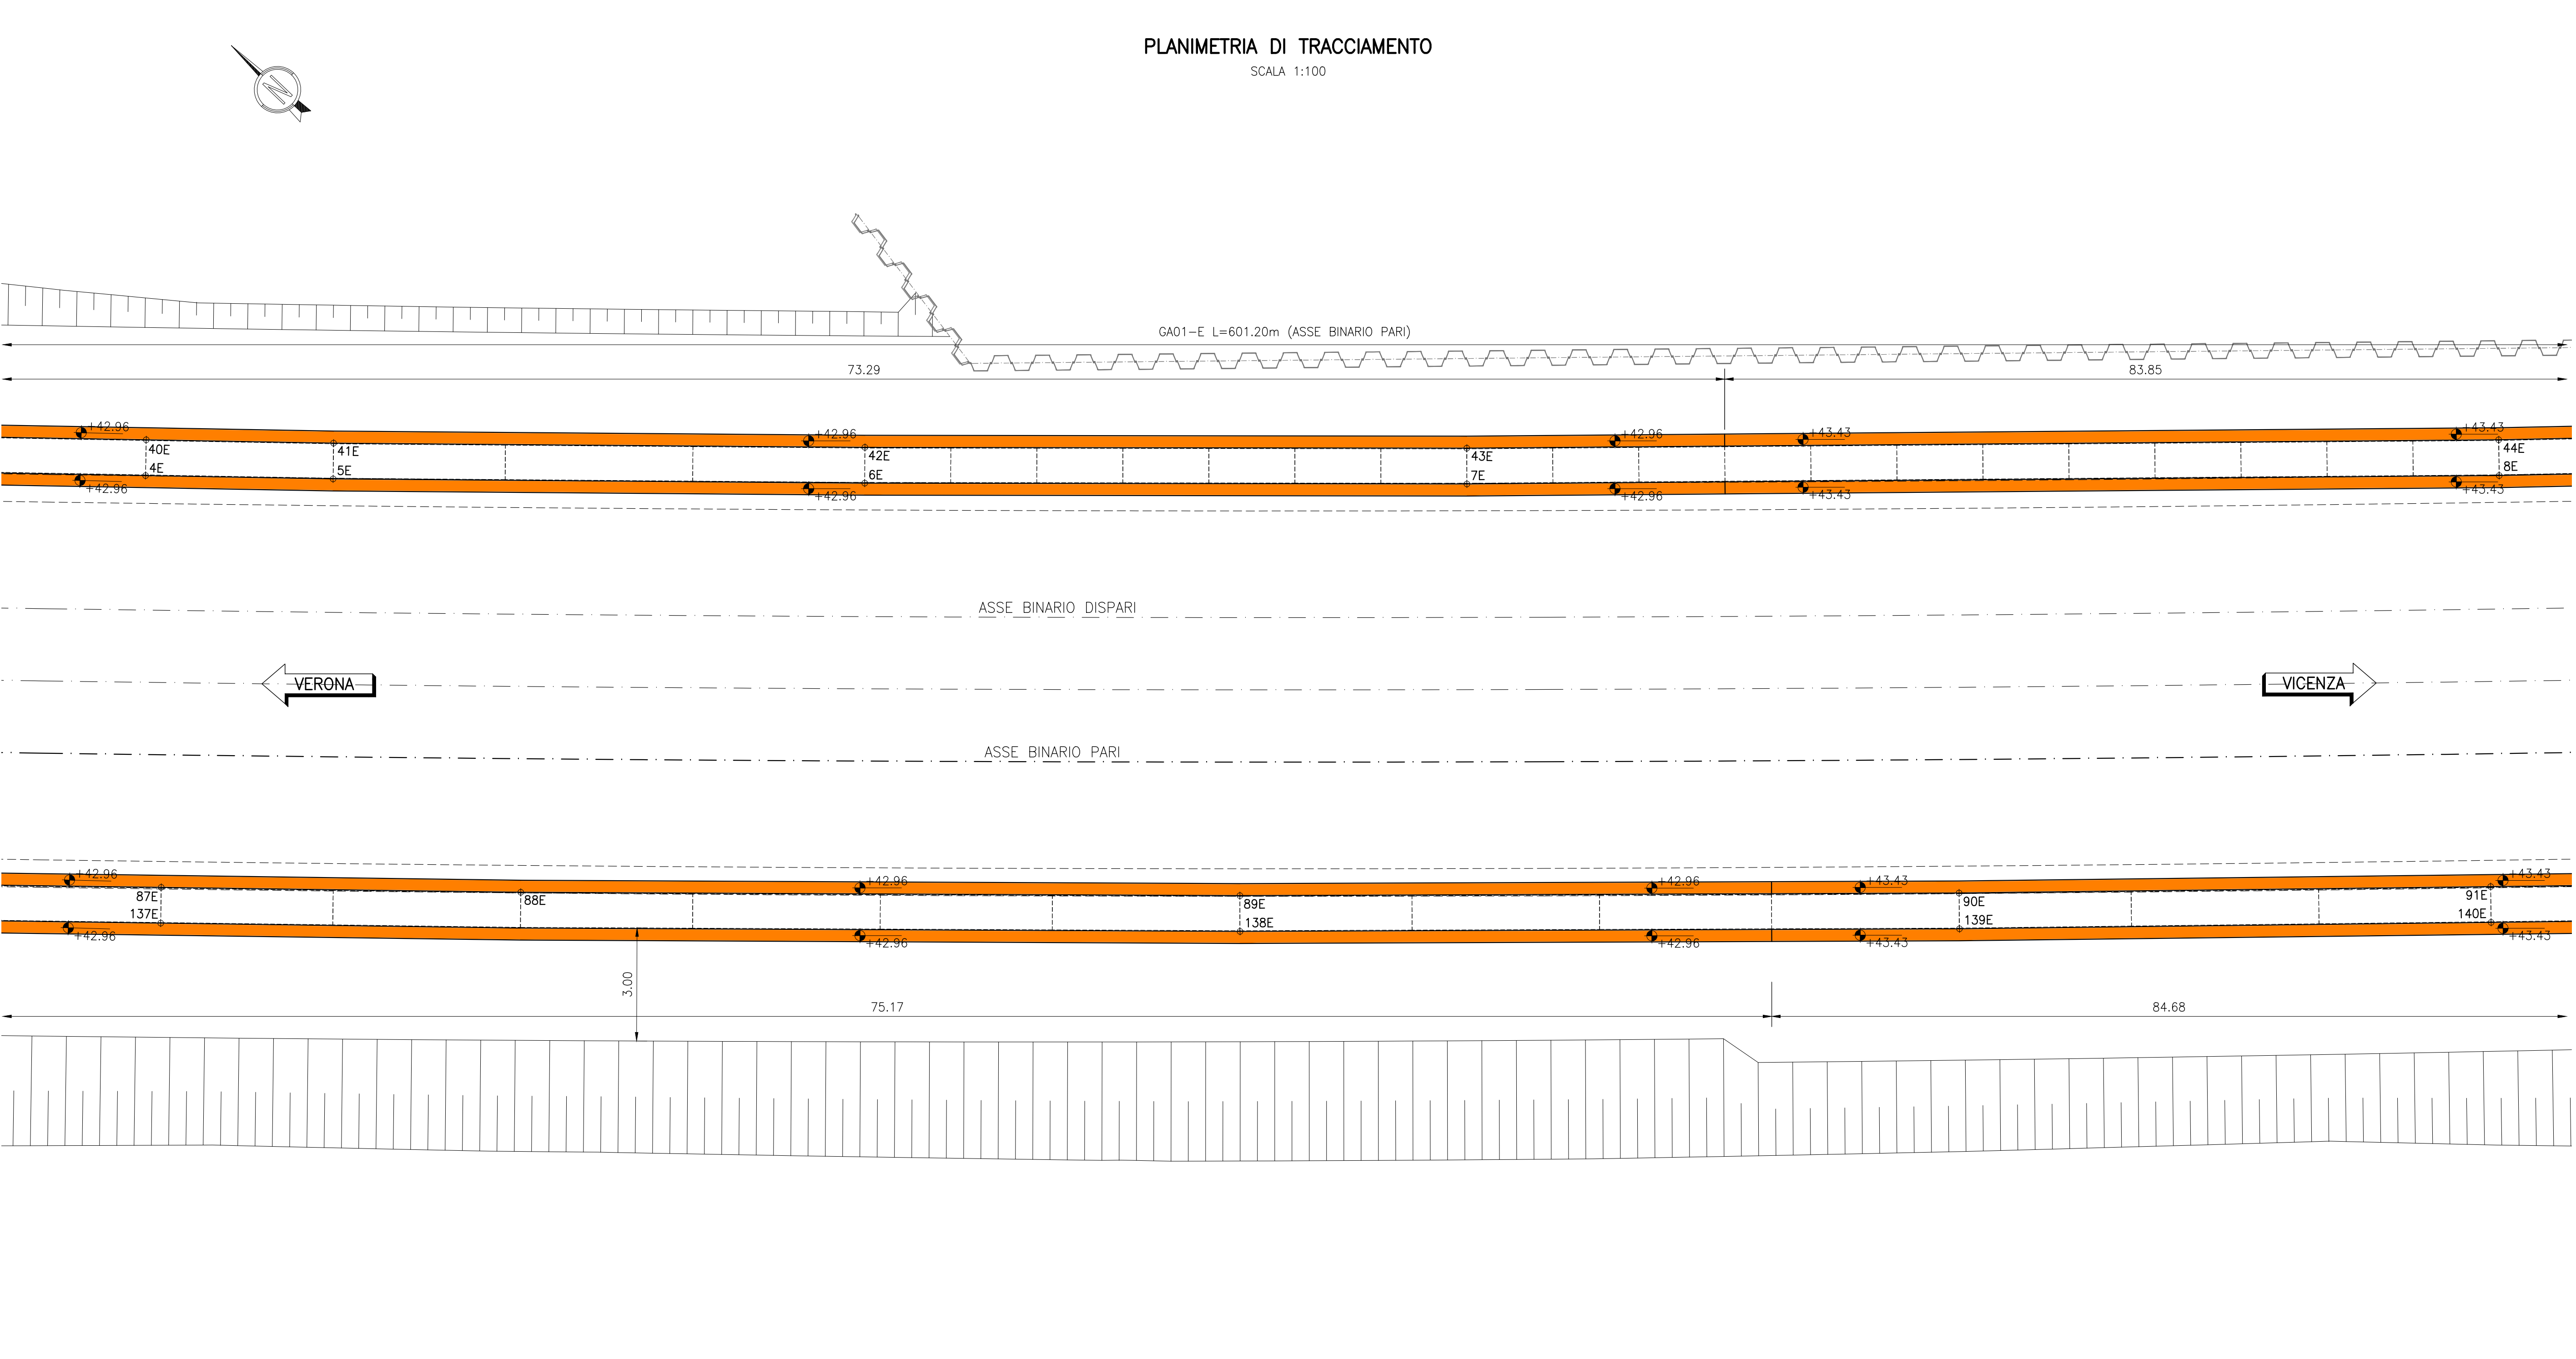 PLANIMETRIA DI TRACCIAMENTO
SCALA 1:100
N
GA01-E L=601.20m (ASSE BINARIO PARI)
73.29
83.85
+42.96
+42.96
+42.96
+43.43
+43.43
40E
41E
42E
43E
44E
4E
5E
6E
7E
8E
+42.96
+42.96
+42.96
+43.43
+43.43
ASSE BINARIO DISPARI
VERONA
VICENZA
ASSE BINARIO PARI
+42.96
+42.96
+42.96
+43.43
+43.43
87E
88E
89E
90E
91E
137E
138E
139E
140E
+42.96
+42.96
+42.96
+43.43
+43.43
3.00
75.17
84.68